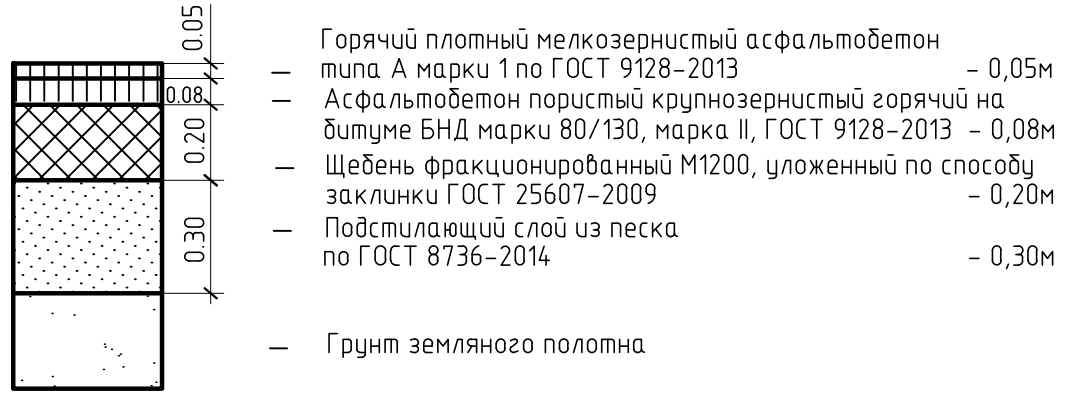 0.05
0.08
0.20
0.30
Горячий плотный мелкозернистый асфальтобетон
— типа А марки 1 по ГОСТ 9128-2013 - 0,05м
— Асфальтобетон пористый крупнозернистый горячий на
битуме БНД марки 80/130, марка II, ГОСТ 9128-2013 - 0,08м
— Щебень фракционированный М1200, уложенный по способу
заклинки ГОСТ 25607-2009 - 0,20м
— Подстилающий слой из песка
по ГОСТ 8736-2014 - 0,30м
— Грунт земляного полотна